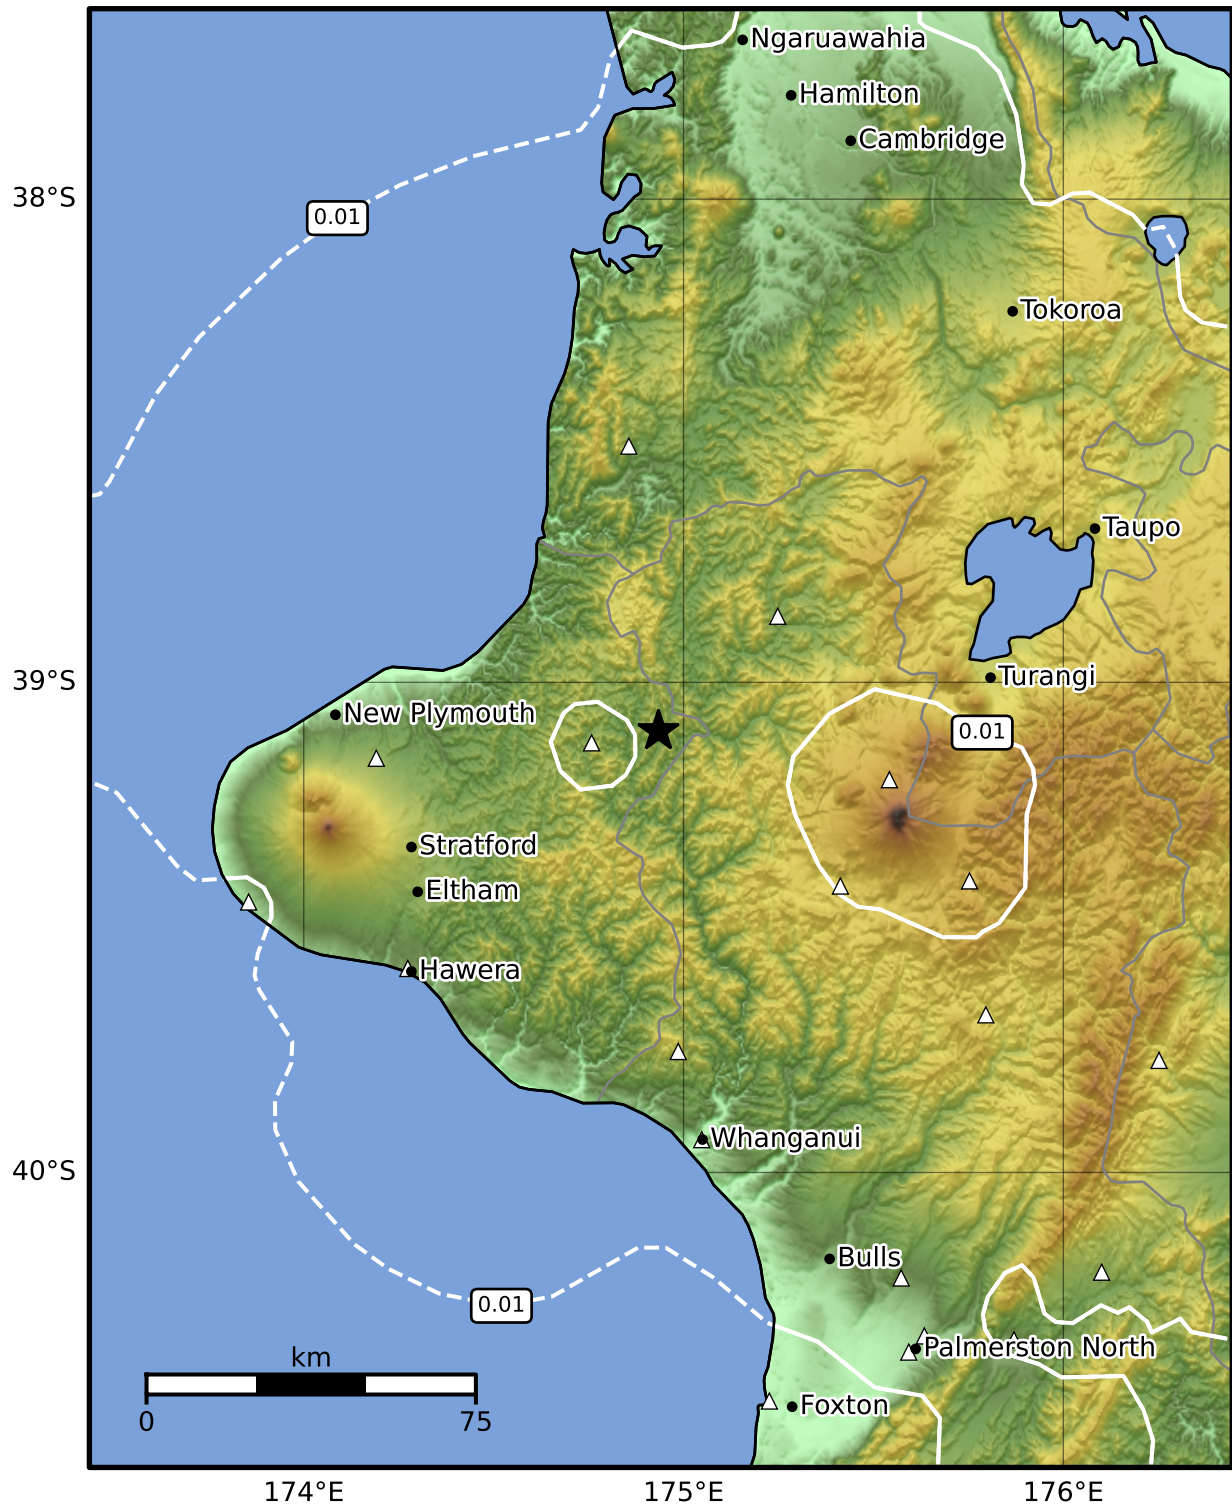 Ngaruawahia
Hamilton
Cambridge
38°S
0.01
Tokoroa
Taupo
39°S
Turangi
New Plymouth
0.01
Stratford
Eltham
Hawera
Whanganui
40°S
Bulls
0.01
Palmerston North
km
0
75
Foxton
174°E
175°E
176°E